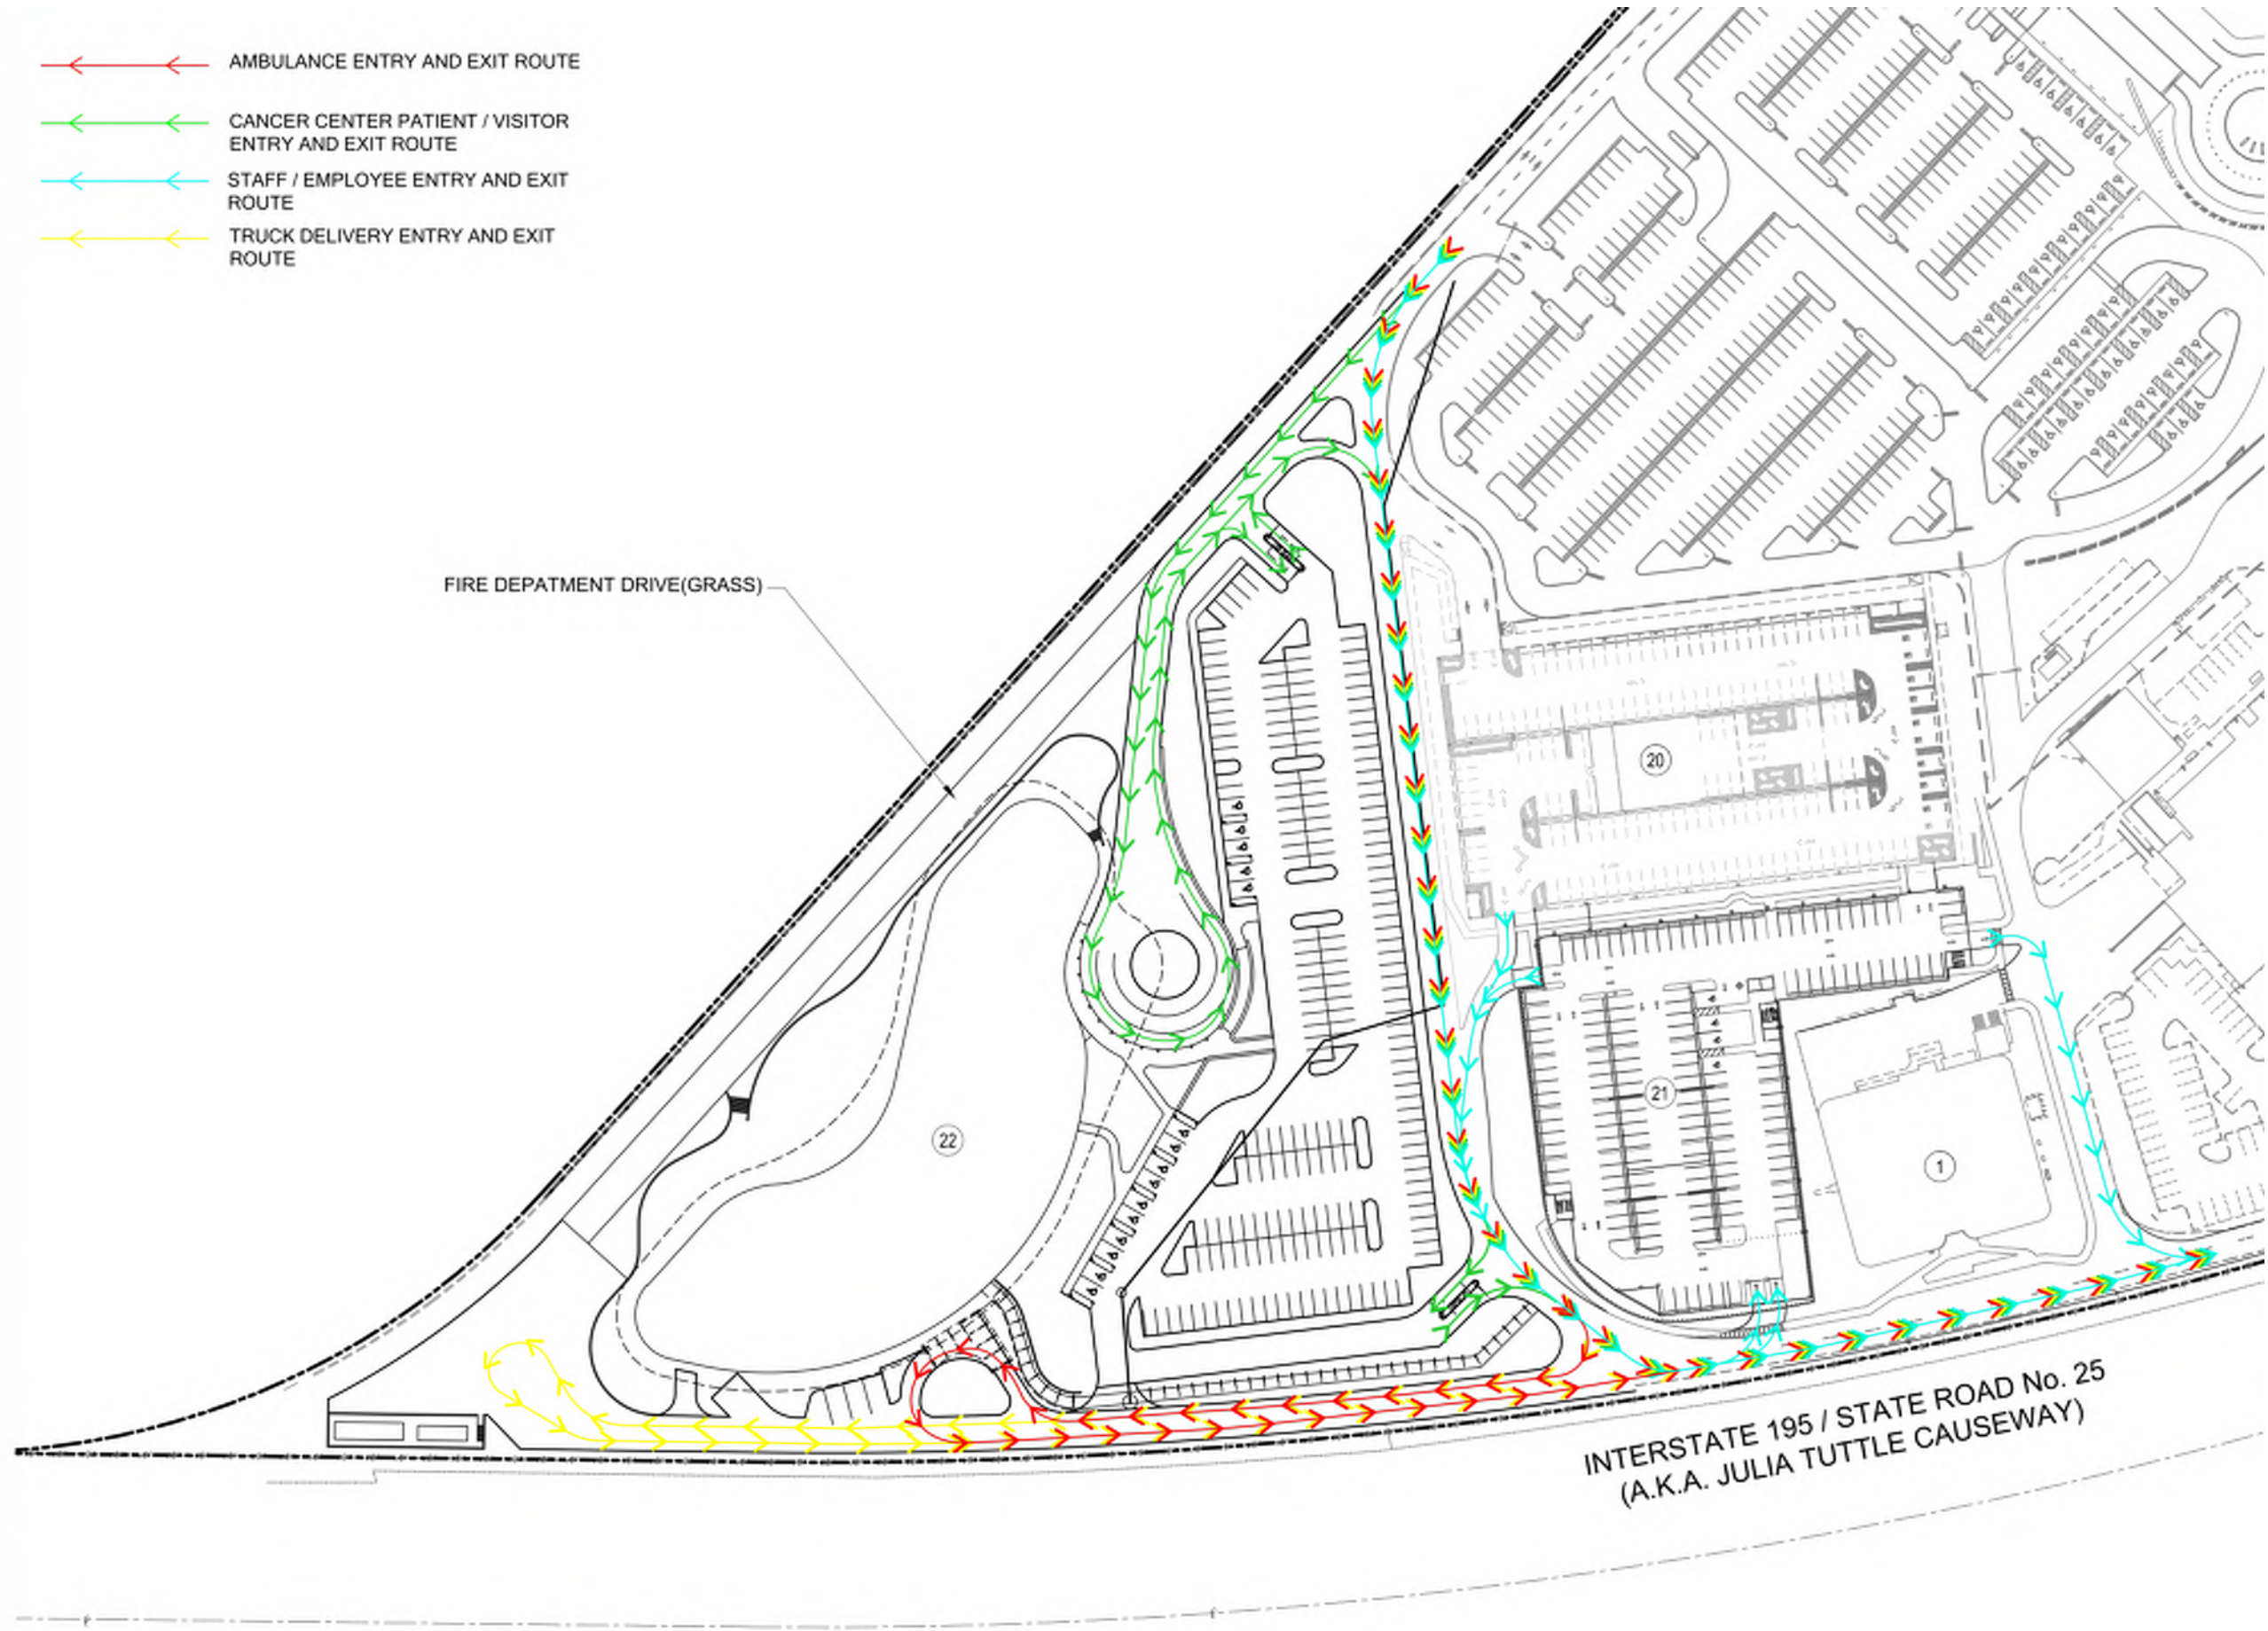 AMBULANCE ENTRY AND EXIT ROUTE
CANCER CENTER PATIENT / VISITOR
ENTRY AND EXIT ROUTE
STAFF / EMPLOYEE ENTRY AND EXIT
ROUTE
TRUCK DELIVERY ENTRY AND EXIT
ROUTE
FIRE DEPATMENT DRIVE(GRASS)
20
21
1
22
INTERSTATE 195 / STATE ROAD No. 25
(A.K.A. JULIA TUTTLE CAUSEWAY)